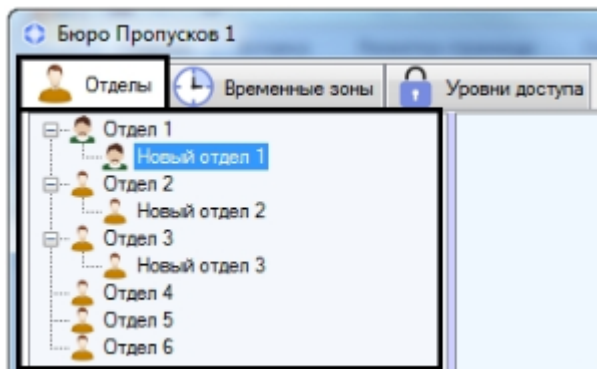 Бюро Пропусков 1
Отделы Временные зоны Уровни доступа
Отдел 1
Новый отдел 1
Отдел 2
Новый отдел 2
Отдел 3
Новый отдел 3
Отдел 4
Отдел 5
Отдел 6